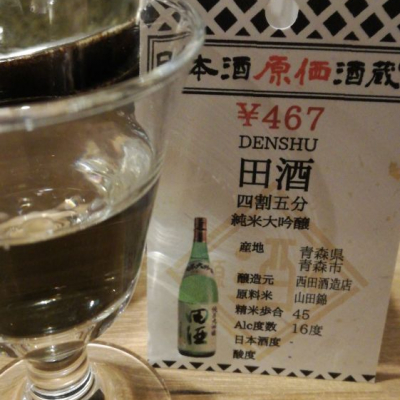 日本酒原価酒蔵
¥467
DENSHU
田酒
四割五分
純米大吟醸
産地 青森県
青森市
醸造元 西田酒造店
原料米 山田錦
精米歩合 45
Alc度数 16度
日本酒度
酸度
田酒